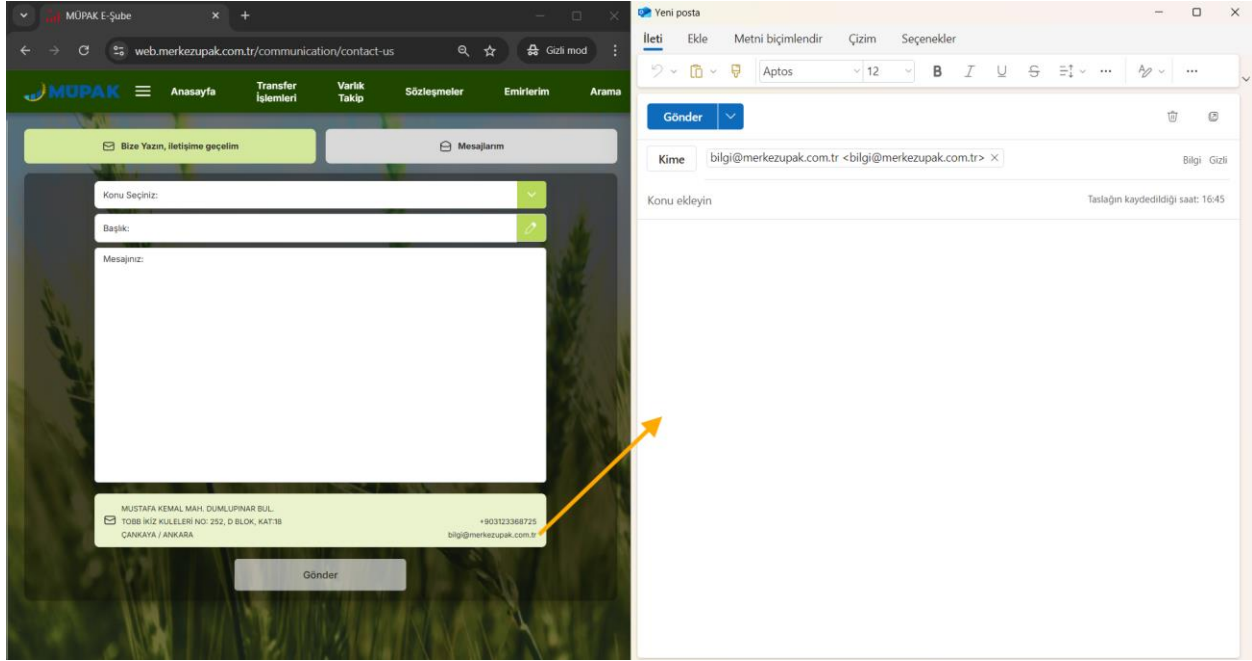 MÜPAK E-Şube
web.merkezupak.com.tr/communication/contact-us
Gizli mod
MÜPAK
Anasayfa
Transfer
İşlemleri
Varlık
Takip
Sözleşmeler
Emirlerim
Arama
Bize Yazın, iletişime geçelim
Mesajlarım
Konu Seçiniz:
Başlık:
Mesajınız:
MUSTAFA KEMAL MAH. DUMLUPINAR BUL.
TOBB İKİZ KULELERİ NO: 252, D BLOK, KAT:18
ÇANKAYA / ANKARA
+903123368725
bilgi@merkezupak.com.tr
Gönder
Yeni posta
İleti Ekle Metni biçimlendir Çizim Seçenekler
Aptos 12 B I U S
Gönder
Kime bilgi@merkezupak.com.tr <bilgi@merkezupak.com.tr> Bilgi Gizli
Konu ekleyin Taslağın kaydedildiği saat: 16:45